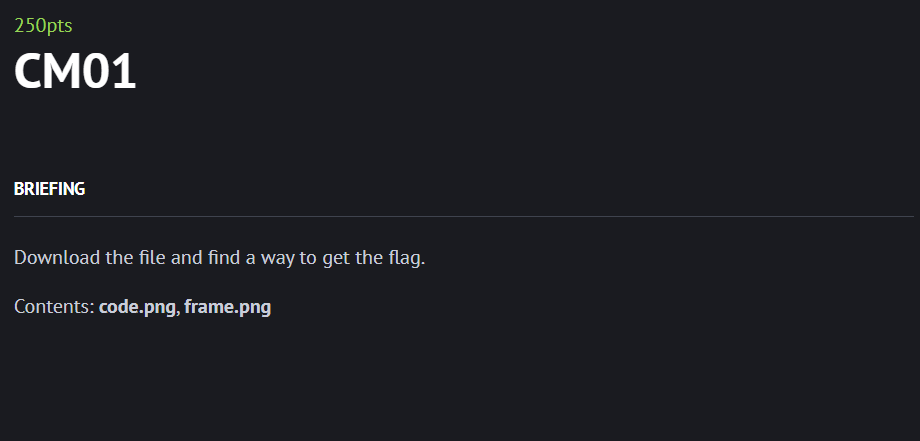 250pts
CM01
BRIEFING
Download the file and find a way to get the flag.
Contents: code.png, frame.png